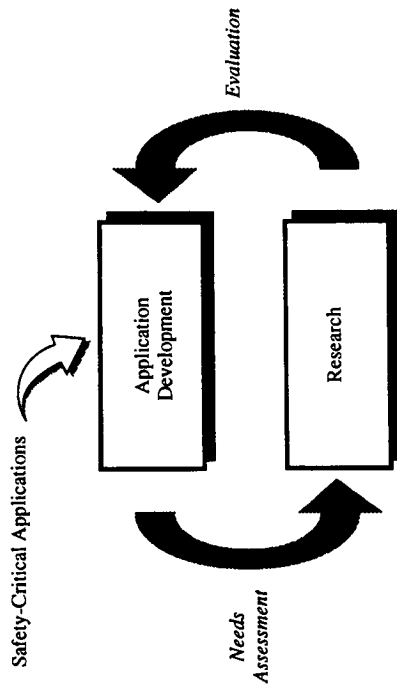 Safety-Critical Applications
Application
Development
Research
Needs
Assessment
Evaluation